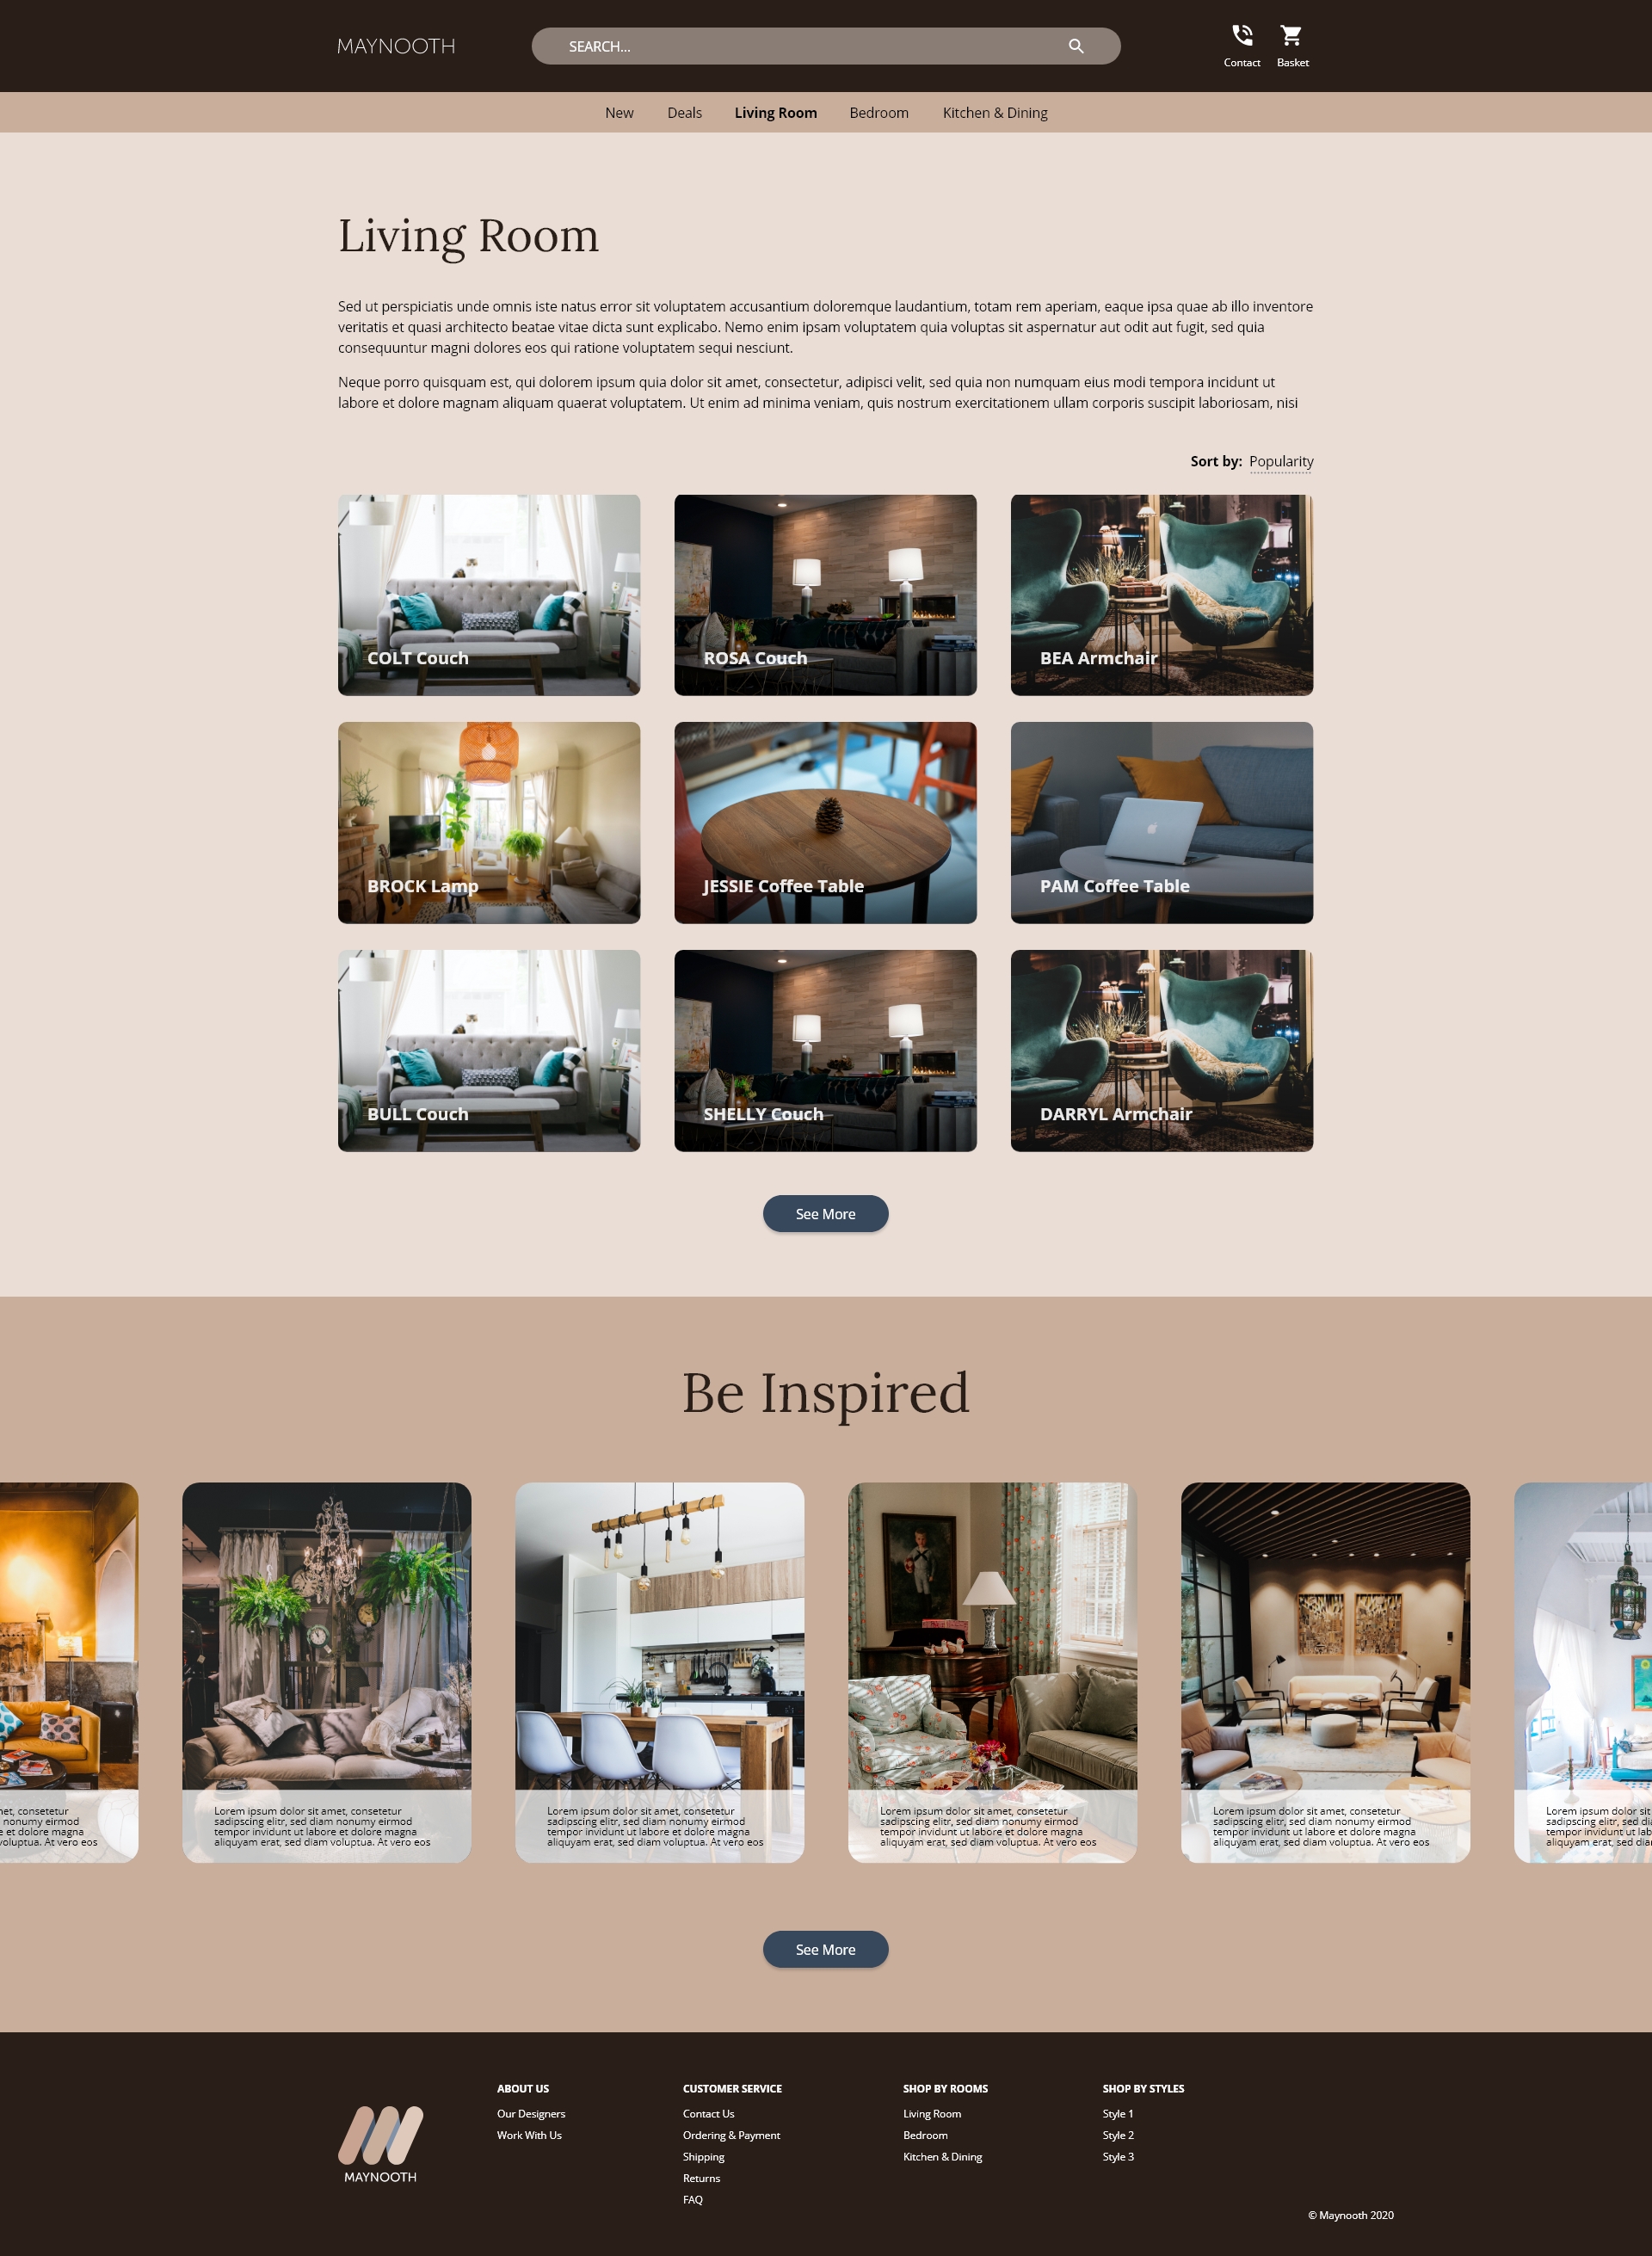 MAYNOOTH
SEARCH...
Contact
Basket
New
Deals
Living Room
Bedroom
Kitchen & Dining
Living Room
Sed ut perspiciatis unde omnis iste natus error sit voluptatem accusantium doloremque laudantium, totam rem aperiam, eaque ipsa quae ab illo inventore
veritatis et quasi architecto beatae vitae dicta sunt explicabo. Nemo enim ipsam voluptatem quia voluptas sit aspernatur aut odit aut fugit, sed quia
consequuntur magni dolores eos qui ratione voluptatem sequi nesciunt.
Neque porro quisquam est, qui dolorem ipsum quia dolor sit amet, consectetur, adipisci velit, sed quia non numquam eius modi tempora incidunt ut
labore et dolore magnam aliquam quaerat voluptatem. Ut enim ad minima veniam, quis nostrum exercitationem ullam corporis suscipit laboriosam, nisi
Sort by: Popularity
COLT Couch
ROSA Couch
BEA Armchair
BROCK Lamp
JESSIE Coffee Table
PAM Coffee Table
BULL Couch
SHELLY Couch
DARRYL Armchair
See More
Be Inspired
consetetur
nonumy eirmod
et dolore magna
voluptua. At vero eos
Lorem ipsum dolor sit amet, consetetur
sadipscing elitr, sed diam nonumy eirmod
tempor invidunt ut labore et dolore magna
aliquyam erat, sed diam voluptua. At vero eos
Lorem ipsum dolor sit amet, consetetur
sadipscing elitr, sed diam nonumy eirmod
tempor invidunt ut labore et dolore magna
aliquyam erat, sed diam voluptua. At vero eos
Lorem ipsum dolor sit amet, consetetur
sadipscing elitr, sed diam nonumy eirmod
tempor invidunt ut labore et dolore magna
aliquyam erat, sed diam voluptua. At vero eos
Lorem ipsum dolor sit amet, consetetur
sadipscing elitr, sed diam nonumy eirmod
tempor invidunt ut labore et dolore magna
aliquyam erat, sed diam voluptua. At vero eos
Lorem ipsum dolor sit
sadipscing elitr, sed
tempor invidunt ut
aliquyam erat, sed
See More
MAYNOOTH
ABOUT US
Our Designers
Work With Us
CUSTOMER SERVICE
Contact Us
Ordering & Payment
Shipping
Returns
FAQ
SHOP BY ROOMS
Living Room
Bedroom
Kitchen & Dining
SHOP BY STYLES
Style 1
Style 2
Style 3
© Maynooth 2020